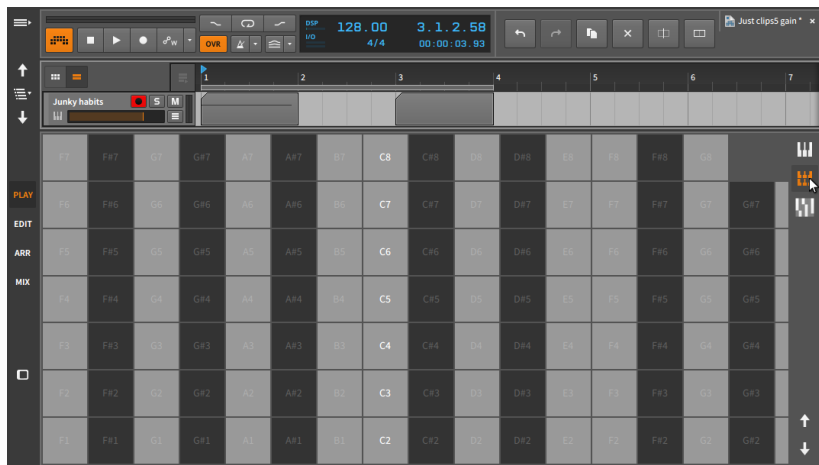 DSP
128.00
3.1.2.58
I/O
4/4
00:00:03.93
OVR
W
Just clips5 gain *
1 2 3 4 5 6 7
Junky habits
S M
F7 F#7 G7 G#7 A7 A#7 B7 C8 C#8 D8 D#8 E8 F8 F#8 G8
PLAY
F6 F#6 G6 G#6 A6 A#6 B6 C7 C#7 D7 D#7 E7 F7 F#7 G7 G#7
EDIT
ARR
F5 F#5 G5 G#5 A5 A#5 B5 C6 C#6 D6 D#6 E6 F6 F#6 G6 G#6
MIX
F4 F#4 G4 G#4 A4 A#4 B4 C5 C#5 D5 D#5 E5 F5 F#5 G5 G#5
F3 F#3 G3 G#3 A3 A#3 B3 C4 C#4 D4 D#4 E4 F4 F#4 G4 G#4
F2 F#2 G2 G#2 A2 A#2 B2 C3 C#3 D3 D#3 E3 F3 F#3 G3 G#3
F1 F#1 G1 G#1 A1 A#1 B1 C2 C#2 D2 D#2 E2 F2 F#2 G2 G#2